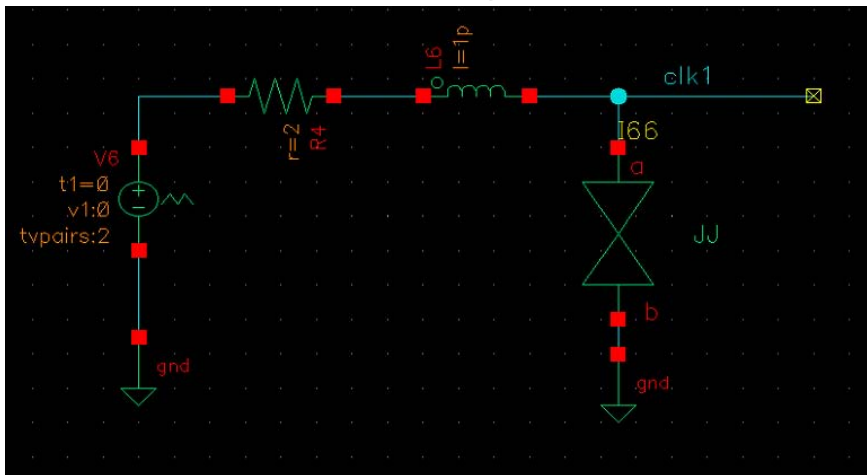 L6
l=1p
clk1
r=2
R4
I66
V6
t1=0
v1:0
tvpairs:2
a
JJ
b
gnd
gnd